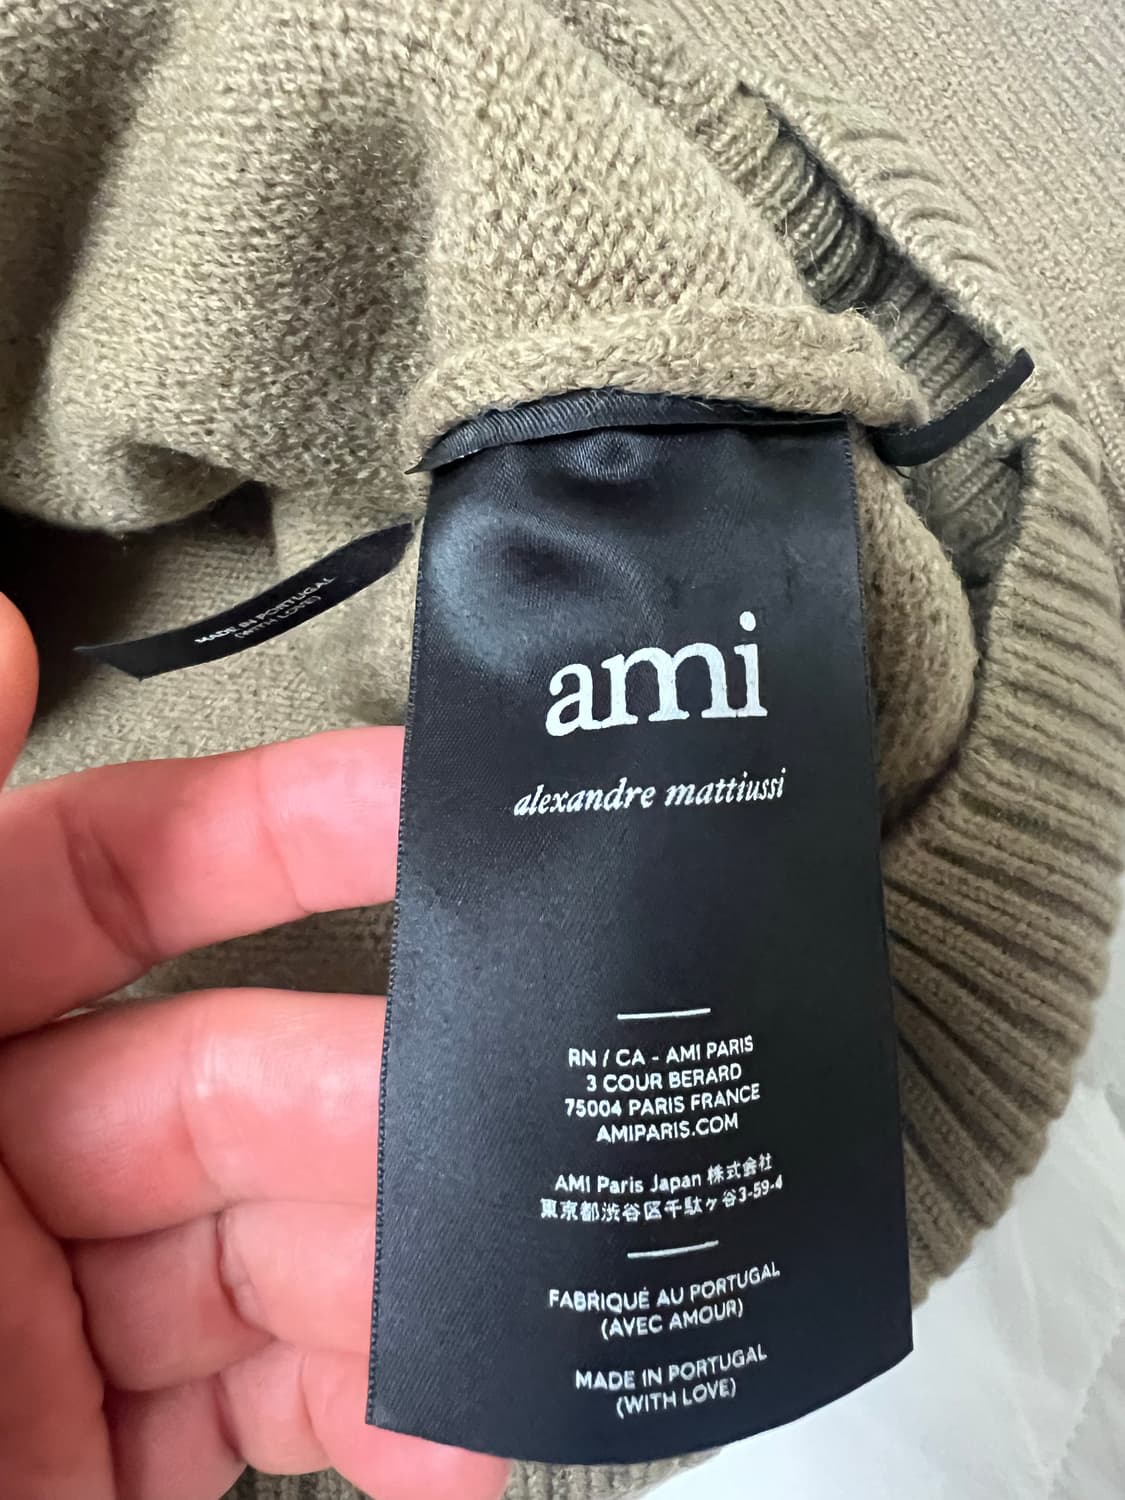 MADE IN PORTUGAL
(WITH LOVE)
ami
alexandre mattiussi
RN / CA - AMI PARIS
3 COUR BERARD
75004 PARIS FRANCE
AMIPARIS.COM
AMI Paris Japan 株式会社
東京都渋谷区千駄ヶ谷3-59-4
FABRIQUÉ AU PORTUGAL
(AVEC AMOUR)
MADE IN PORTUGAL
(WITH LOVE)